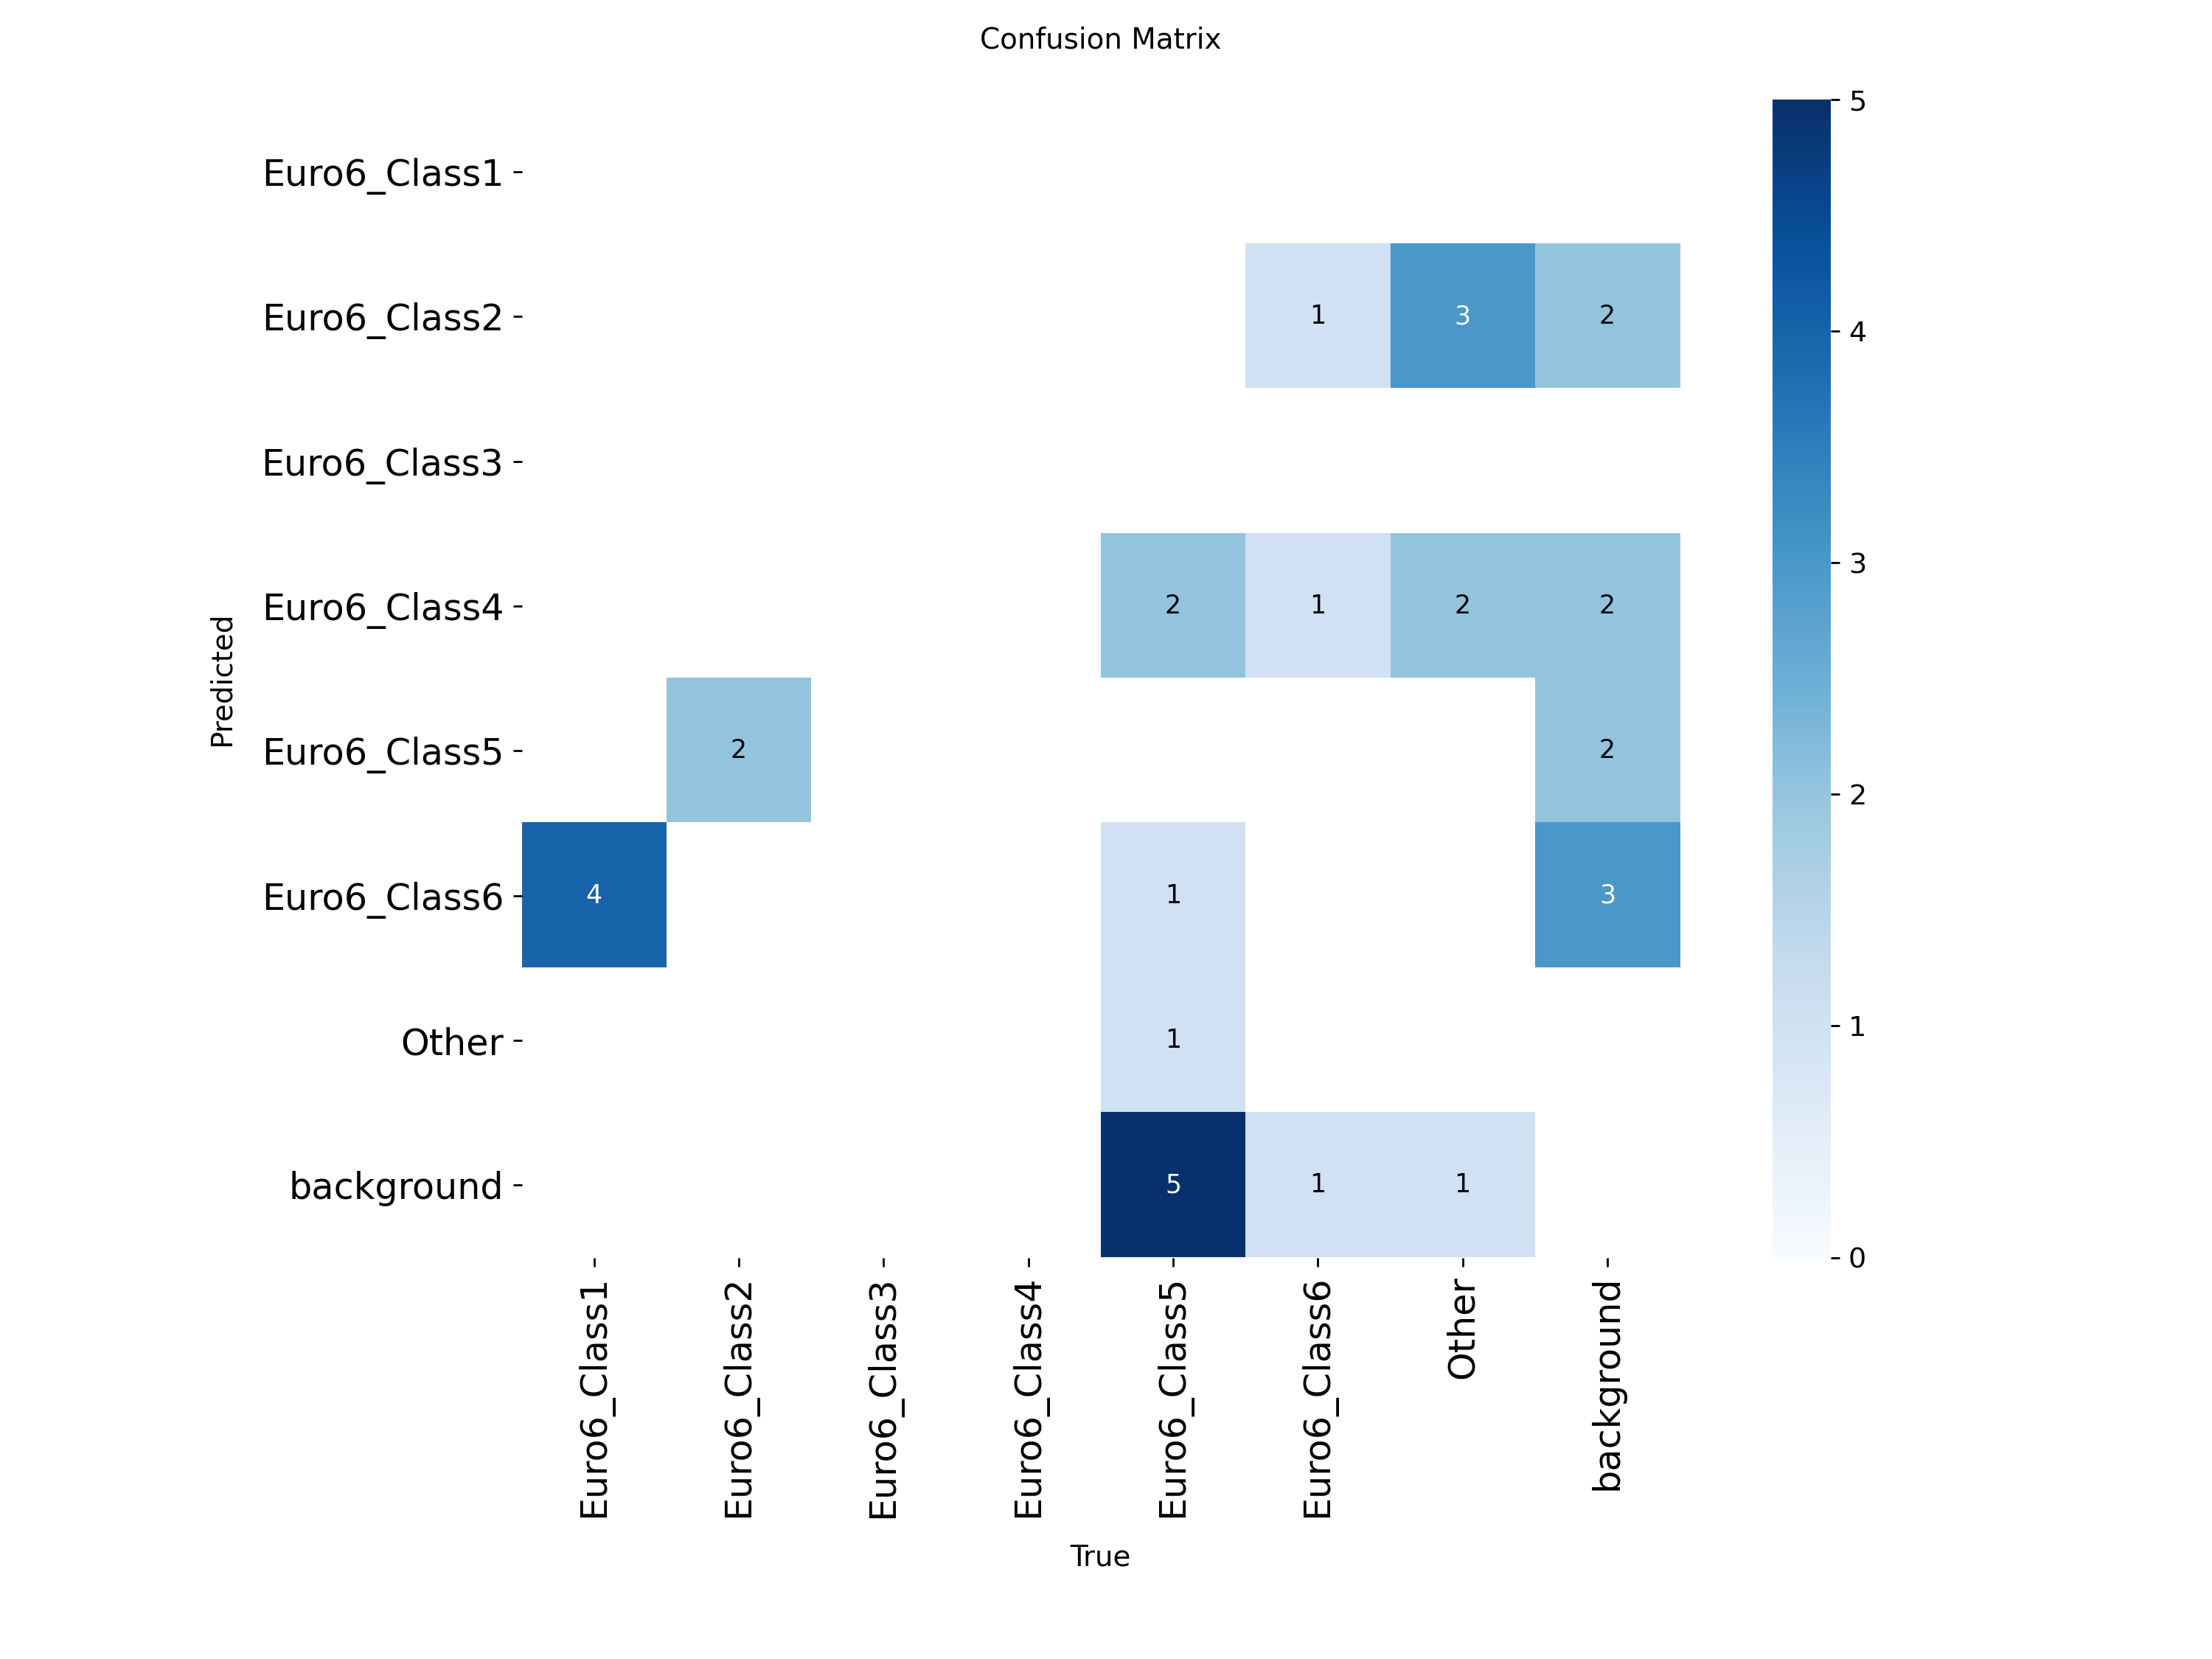 Confusion Matrix
Predicted
Euro6_Class1
Euro6_Class2 1 3 2
Euro6_Class3
Euro6_Class4 2 1 2 2
Euro6_Class5 2 2
Euro6_Class6 4 1 3
Other 1
background 5 1 1
Euro6_Class1 Euro6_Class2 Euro6_Class3 Euro6_Class4 Euro6_Class5 Euro6_Class6 Other background
True
5
4
3
2
1
0